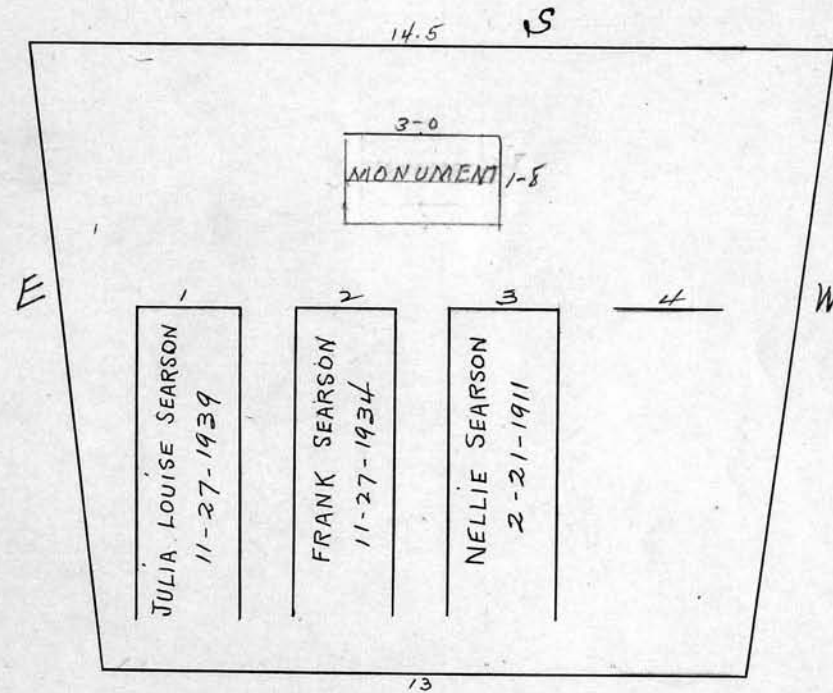 14.5 S
3-0
MONUMENT 1-8
E
W
1
2
3
4
JULIA LOUISE SEARSON
11-27-1939
FRANK SEARSON
11-27-1934
NELLIE SEARSON
2-21-1911
13